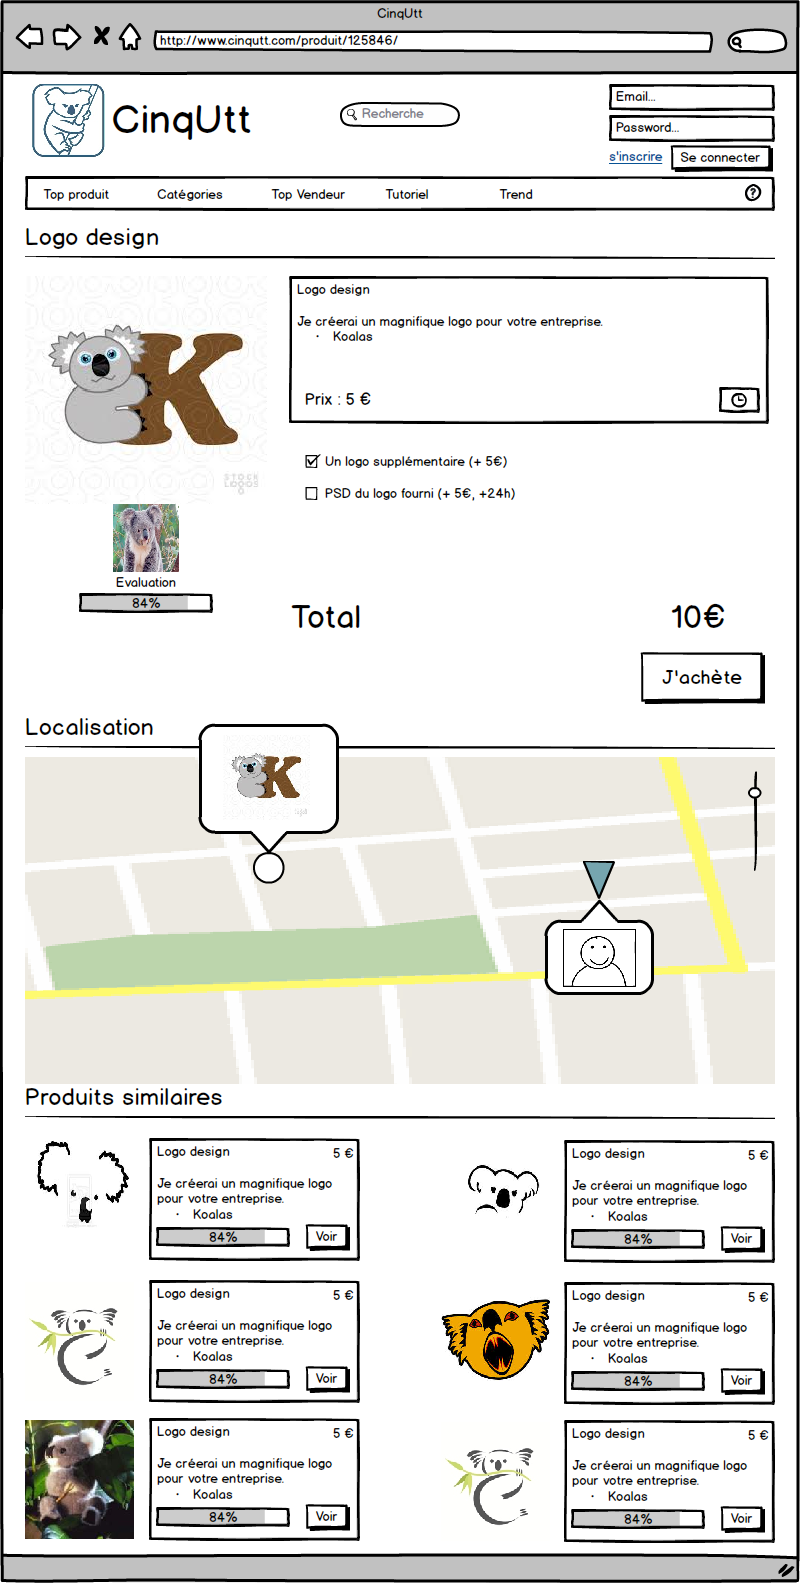 CinqUtt
http://www.cinqutt.com/produit/125846/
CinqUtt
Recherche
Email...
Password...
s'inscrire
Se connecter
Top produit
Catégories
Top Vendeur
Tutoriel
Trend
?
Logo design
K
STOCK
LOGOS
Logo design
Je créerai un magnifique logo pour votre entreprise.
• Koalas
Prix : 5 €
Un logo supplémentaire (+ 5€)
PSD du logo fourni (+ 5€, +24h)
Evaluation
84%
Total
10€
J'achète
Localisation
K
Produits similaires
Logo design
5 €
Je créerai un magnifique logo
pour votre entreprise.
• Koalas
84%
Voir
Logo design
5 €
Je créerai un magnifique logo
pour votre entreprise.
• Koalas
84%
Voir
Logo design
5 €
Je créerai un magnifique logo
pour votre entreprise.
• Koalas
84%
Voir
Logo design
5 €
Je créerai un magnifique logo
pour votre entreprise.
• Koalas
84%
Voir
Logo design
5 €
Je créerai un magnifique logo
pour votre entreprise.
• Koalas
84%
Voir
Logo design
5 €
Je créerai un magnifique logo
pour votre entreprise.
• Koalas
84%
Voir